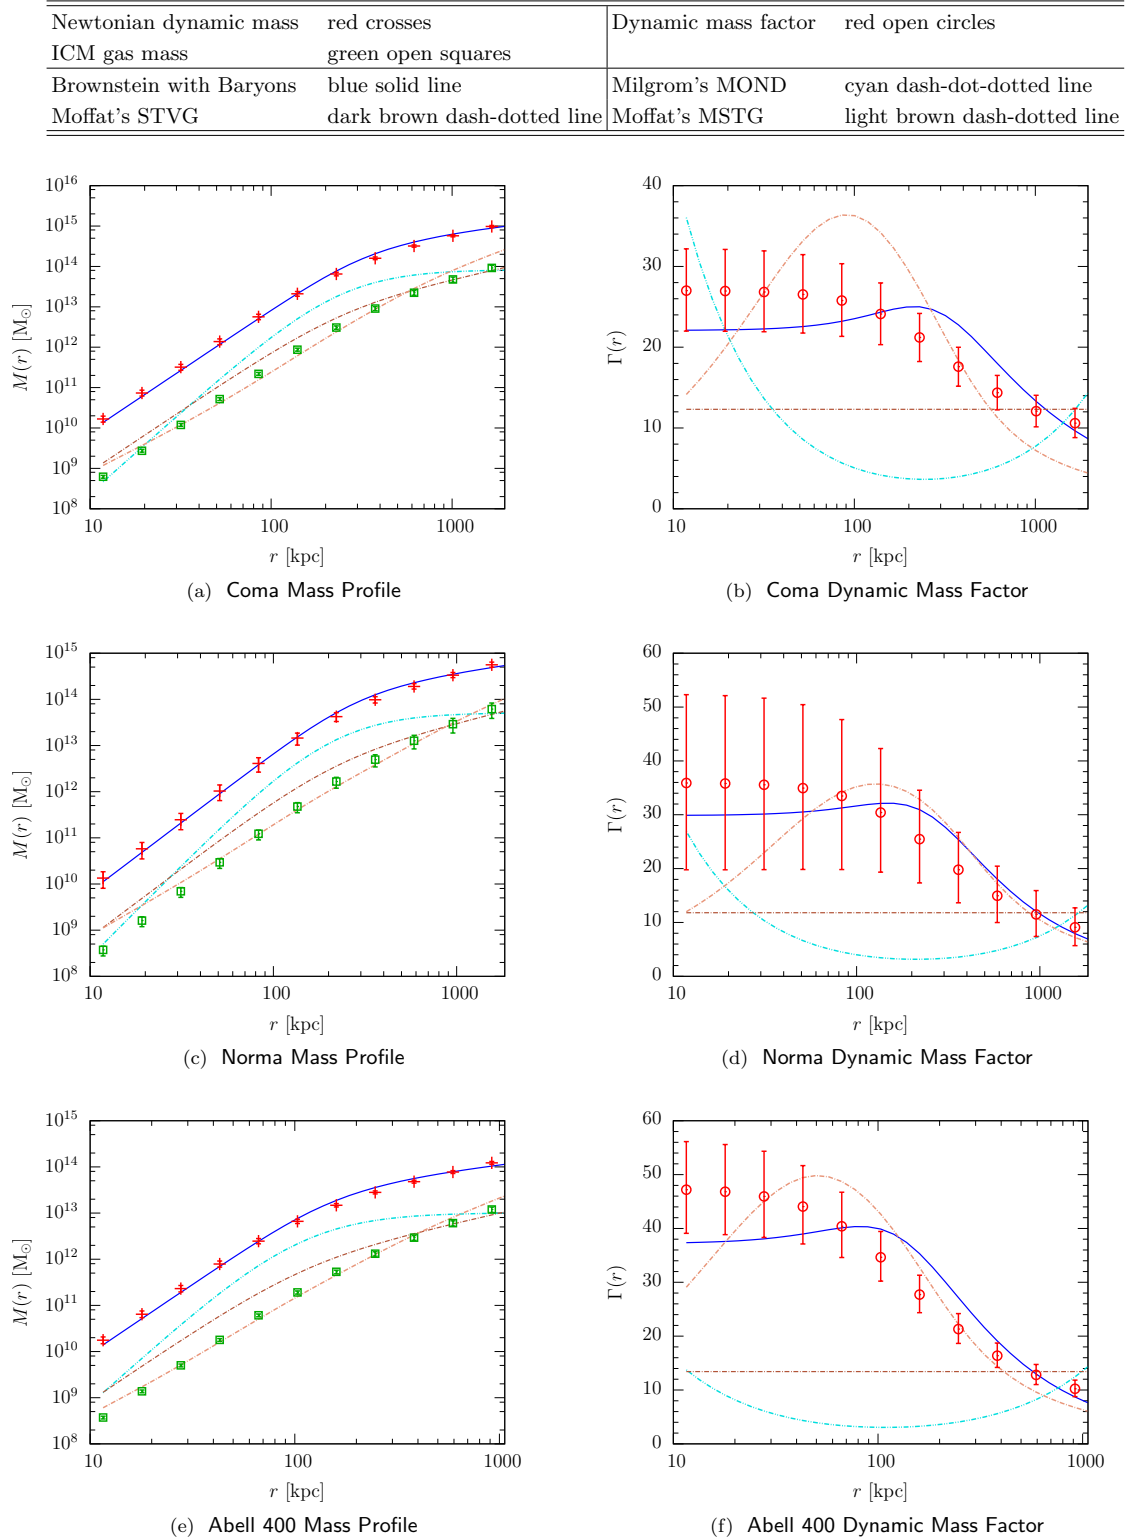 Newtonian dynamic mass red crosses Dynamic mass factor red open circles
ICM gas mass green open squares
Brownstein with Baryons blue solid line Milgrom's MOND cyan dash-dot-dotted line
Moffat's STVG dark brown dash-dotted line Moffat's MSTG light brown dash-dotted line
10^16
10^15
10^14
10^13
10^12
10^11
10^10
10^9
10^8
M(r) [M⊙]
10 100 1000
r [kpc]
(a) Coma Mass Profile
40
30
20
10
0
Γ(r)
10 100 1000
r [kpc]
(b) Coma Dynamic Mass Factor
10^15
10^14
10^13
10^12
10^11
10^10
10^9
10^8
M(r) [M⊙]
10 100 1000
r [kpc]
(c) Norma Mass Profile
60
50
40
30
20
10
0
Γ(r)
10 100 1000
r [kpc]
(d) Norma Dynamic Mass Factor
10^15
10^14
10^13
10^12
10^11
10^10
10^9
10^8
M(r) [M⊙]
10 100 1000
r [kpc]
(e) Abell 400 Mass Profile
60
50
40
30
20
10
0
Γ(r)
10 100 1000
r [kpc]
(f) Abell 400 Dynamic Mass Factor